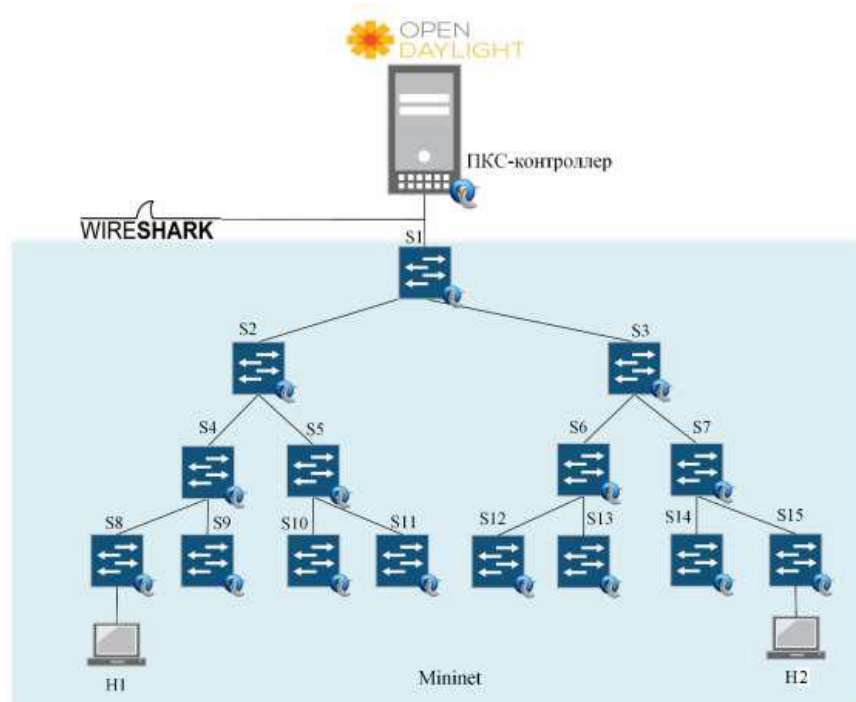 OPEN
DAYLIGHT
ПКС-контроллер
WIRESHARK
S1
S2
S3
S4
S5
S6
S7
S8
S9
S10
S11
S12
S13
S14
S15
H1
Mininet
H2